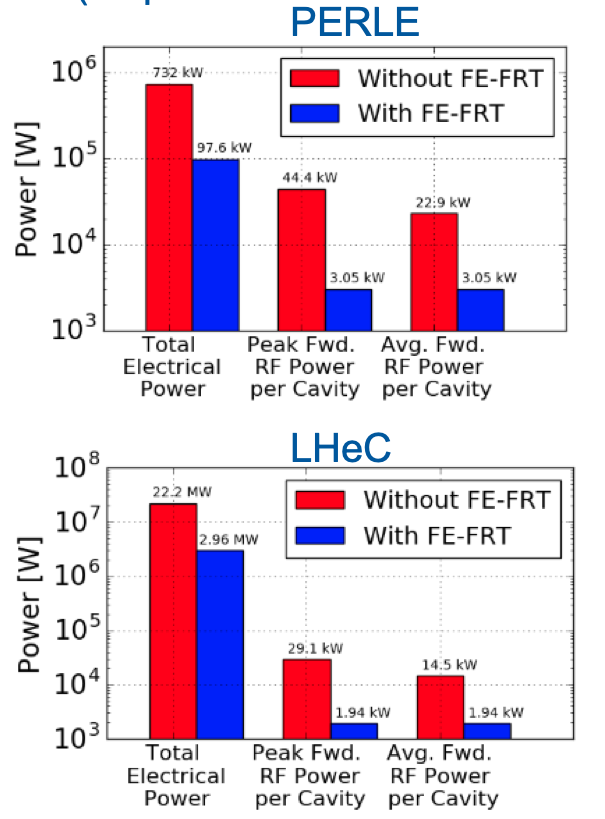 PERLE
Power [W]
10^6
10^5
10^4
10^3
732 kW
97.6 kW
44.4 kW
3.05 kW
22.9 kW
3.05 kW
Without FE-FRT
With FE-FRT
Total
Electrical
Power
Peak Fwd.
RF Power
per Cavity
Avg. Fwd.
RF Power
per Cavity
LHeC
Power [W]
10^8
10^7
10^6
10^5
10^4
10^3
22.2 MW
2.96 MW
29.1 kW
1.94 kW
14.5 kW
1.94 kW
Without FE-FRT
With FE-FRT
Total
Electrical
Power
Peak Fwd.
RF Power
per Cavity
Avg. Fwd.
RF Power
per Cavity